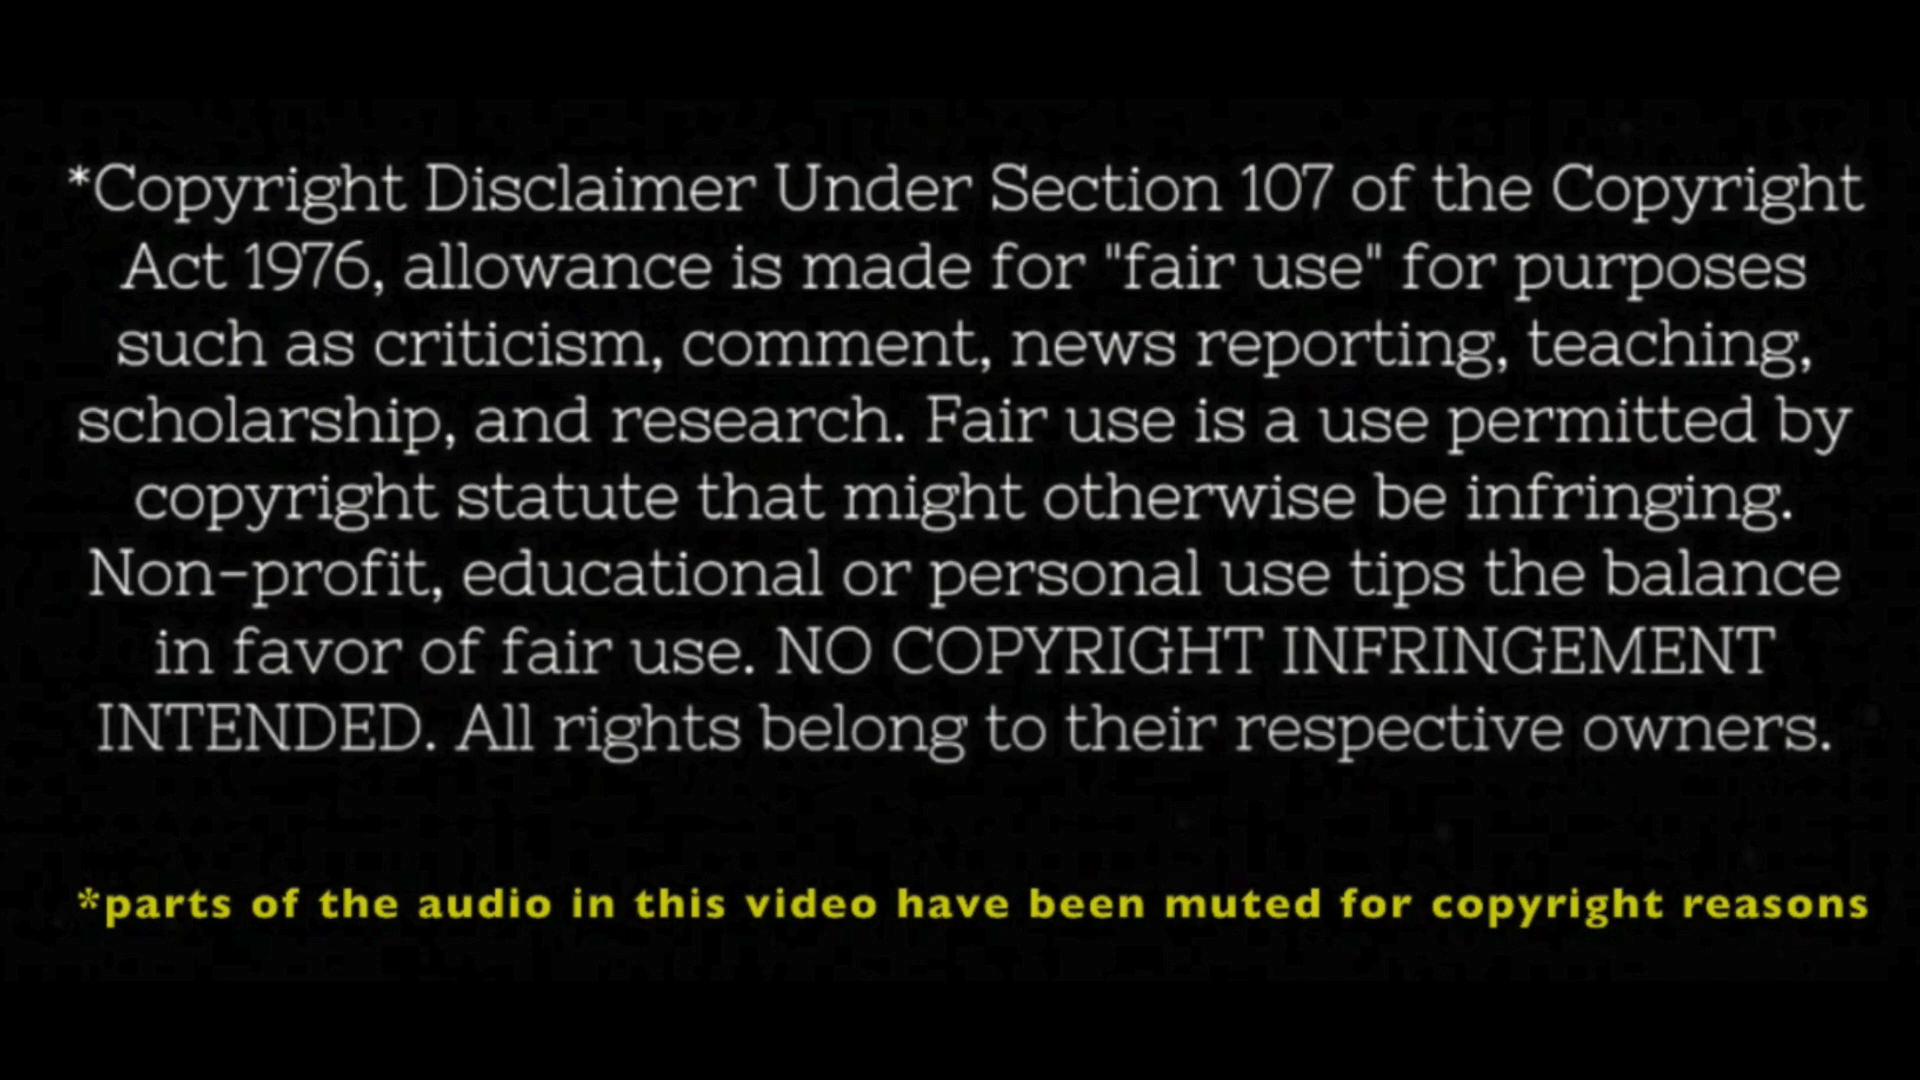 *Copyright Disclaimer Under Section 107 of the Copyright
Act 1976, allowance is made for "fair use" for purposes
such as criticism, comment, news reporting, teaching,
scholarship, and research. Fair use is a use permitted by
copyright statute that might otherwise be infringing.
Non-profit, educational or personal use tips the balance
in favor of fair use. NO COPYRIGHT INFRINGEMENT
INTENDED. All rights belong to their respective owners.
*parts of the audio in this video have been muted for copyright reasons